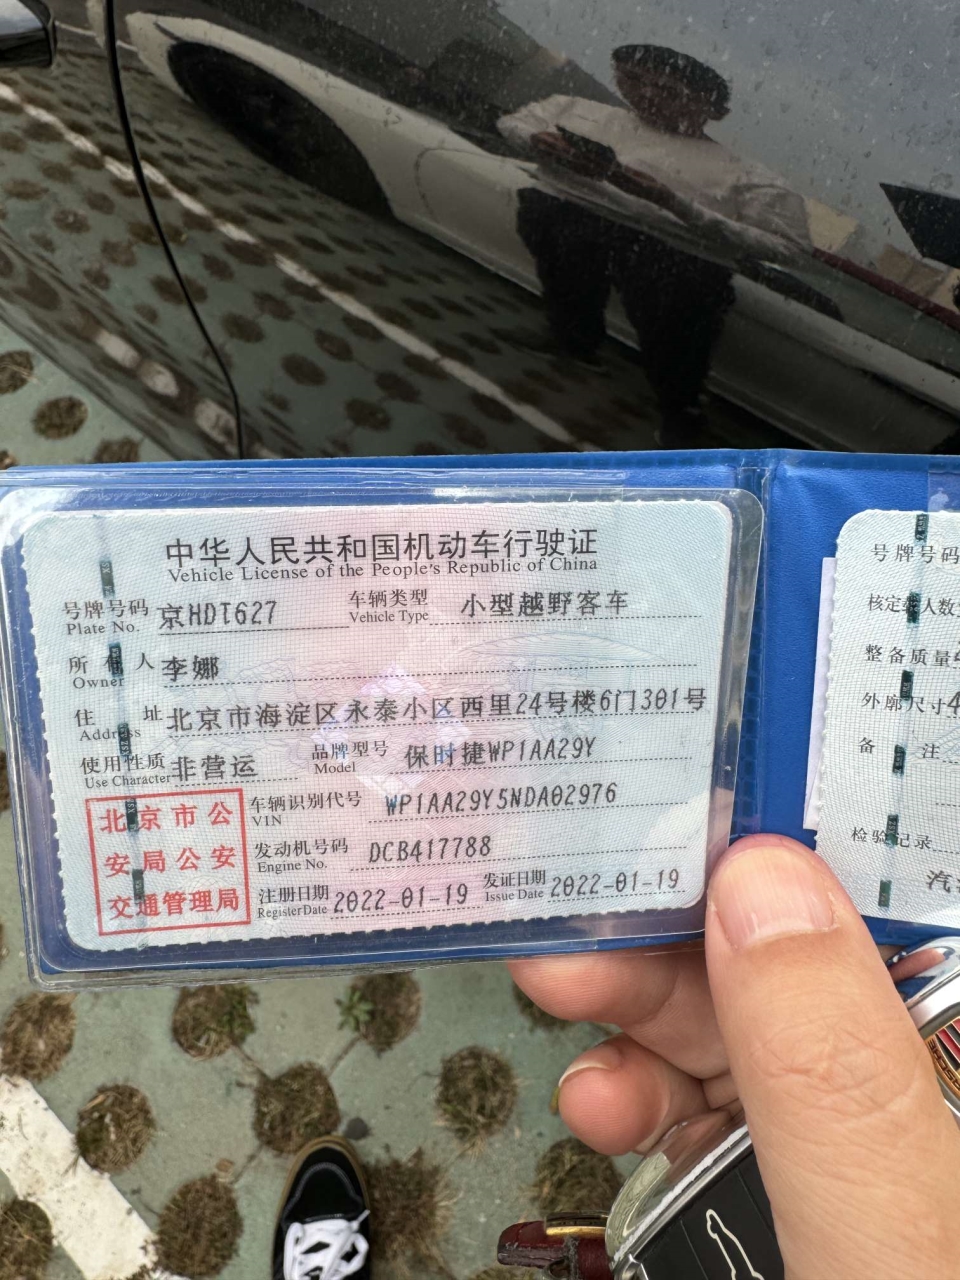 中华人民共和国机动车行驶证
Vehicle License of the People's Republic of China
号牌号码 京HDT627 车辆类型 小型越野客车
Plate No. Vehicle Type
所有人 李娜
Owner
住 址 北京市海淀区永泰小区西里24号楼6门301号
Address
使用性质 非营运 品牌型号 保时捷WP1AA29Y
Use Character Model
北京市公
安局公安
交通管理局
车辆识别代号 WP1AA29Y5NDA02976
VIN
发动机号码 DCB417788
Engine No.
注册日期 2022-01-19 发证日期 2022-01-19
Register Date Issue Date
号牌号码
核定载人数
整备质量
外廓尺寸4
备 注
检验记录